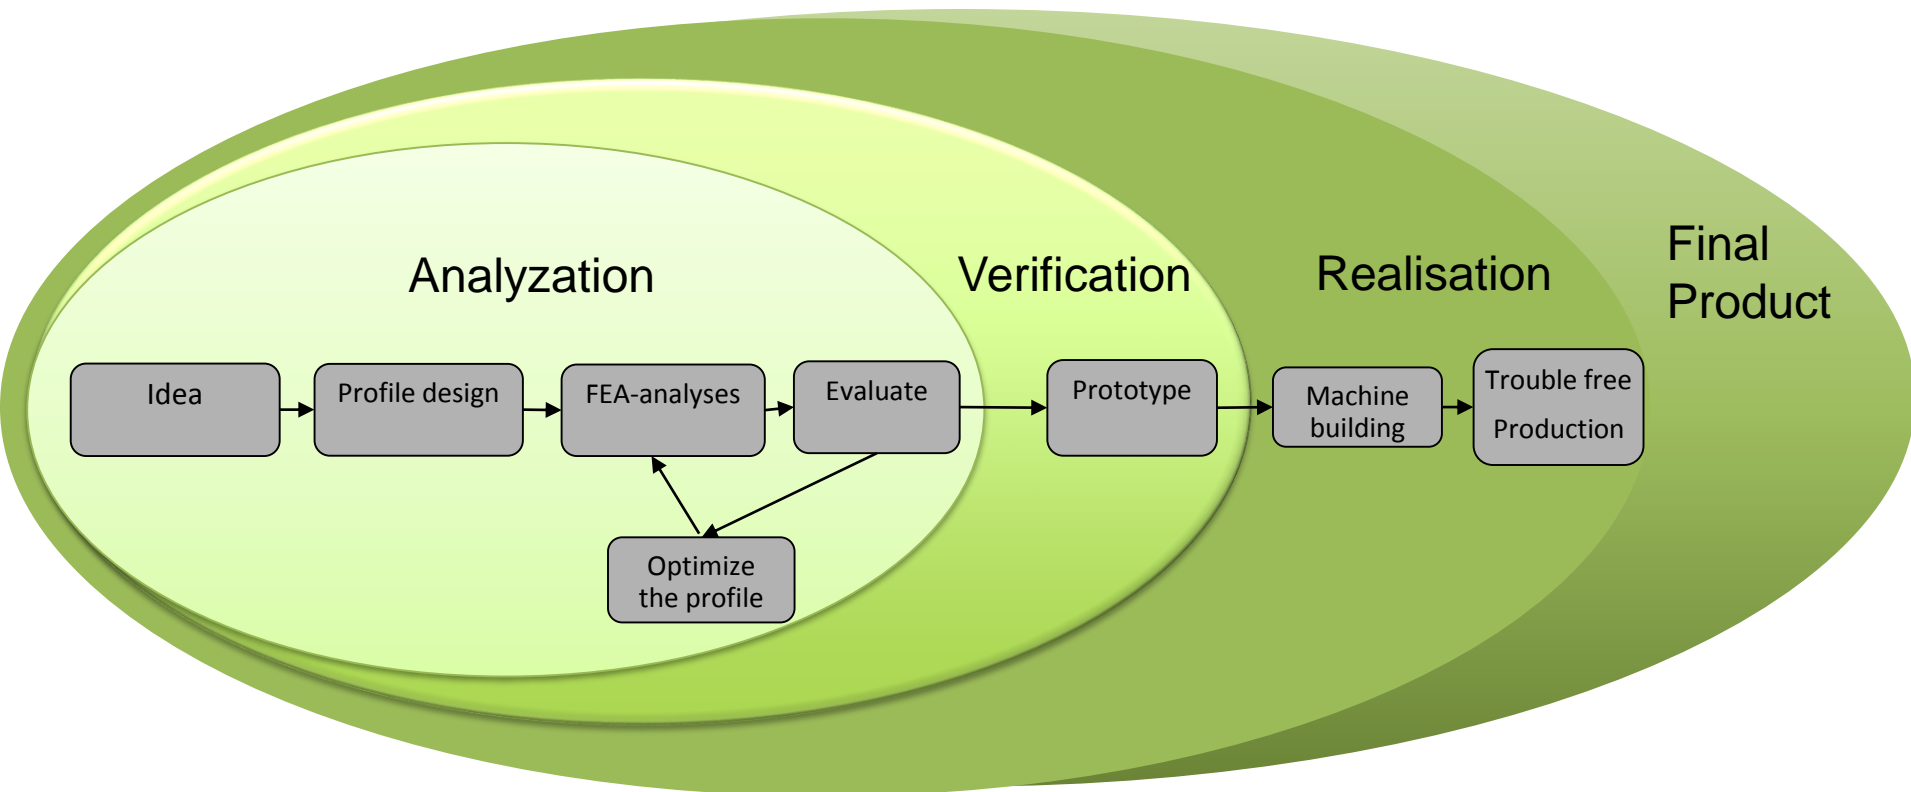 Final
Product
Analyzation
Verification
Realisation
Idea
Profile design
FEA-analyses
Evaluate
Prototype
Machine
building
Trouble free
Production
Optimize
the profile